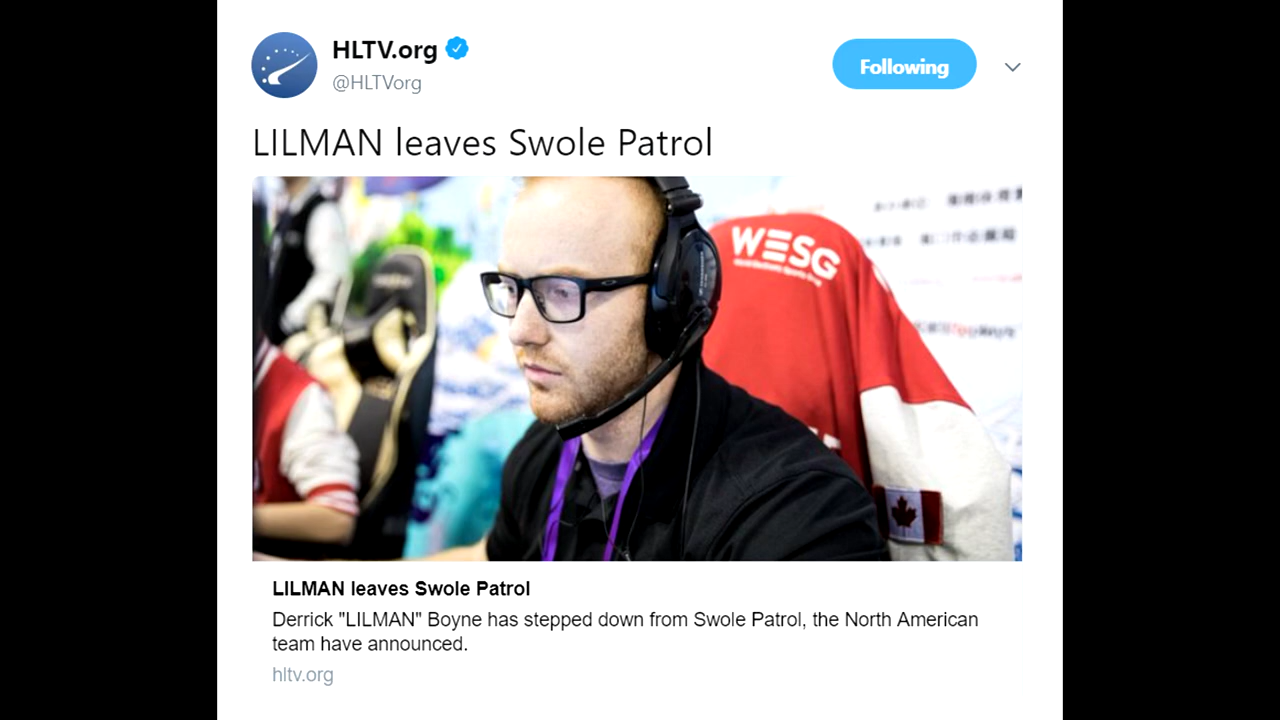 HLTV.org
@HLTVorg
Following
LILMAN leaves Swole Patrol
WESG
LILMAN leaves Swole Patrol
Derrick "LILMAN" Boyne has stepped down from Swole Patrol, the North American
team have announced.
hltv.org